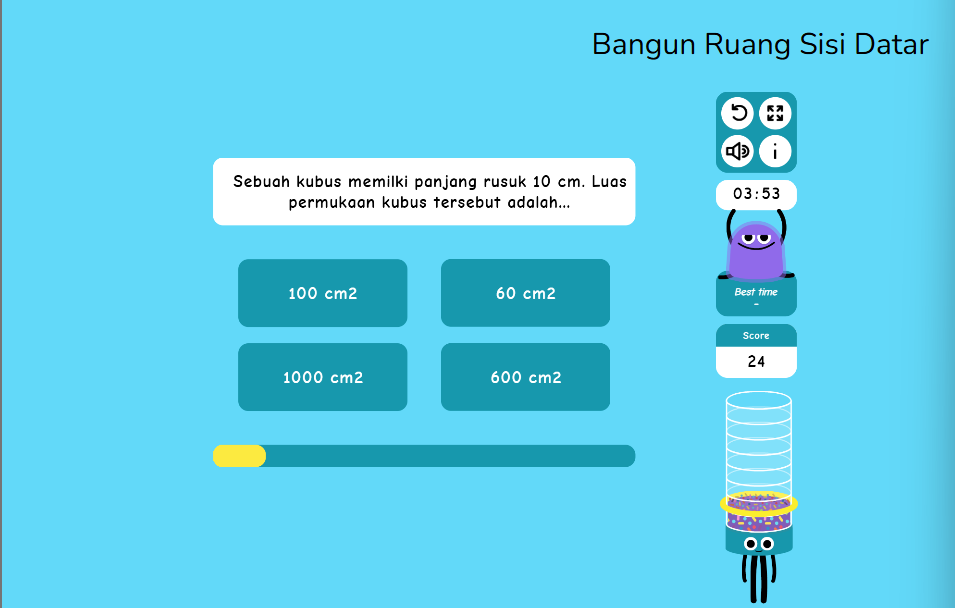 Bangun Ruang Sisi Datar
Sebuah kubus memilki panjang rusuk 10 cm. Luas
permukaan kubus tersebut adalah...
100 cm2
60 cm2
1000 cm2
600 cm2
i
03:53
Best time
-
Score
24